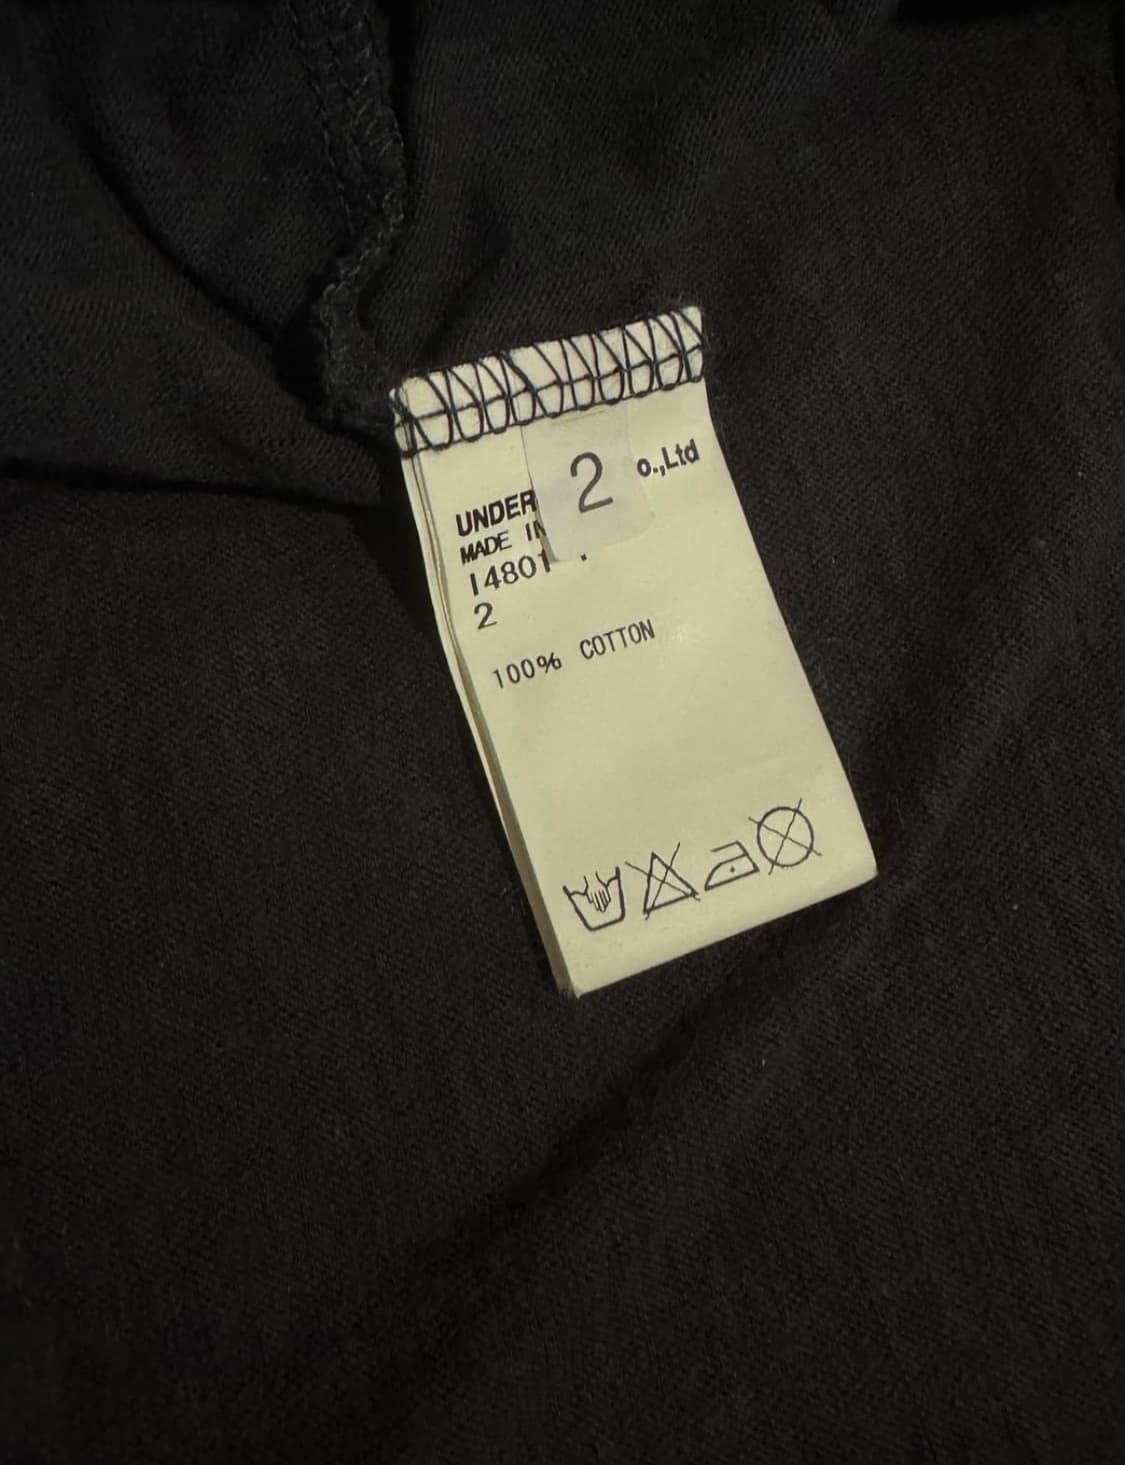 2
UNDER o.,Ltd
MADE IN
14801
2
100% COTTON